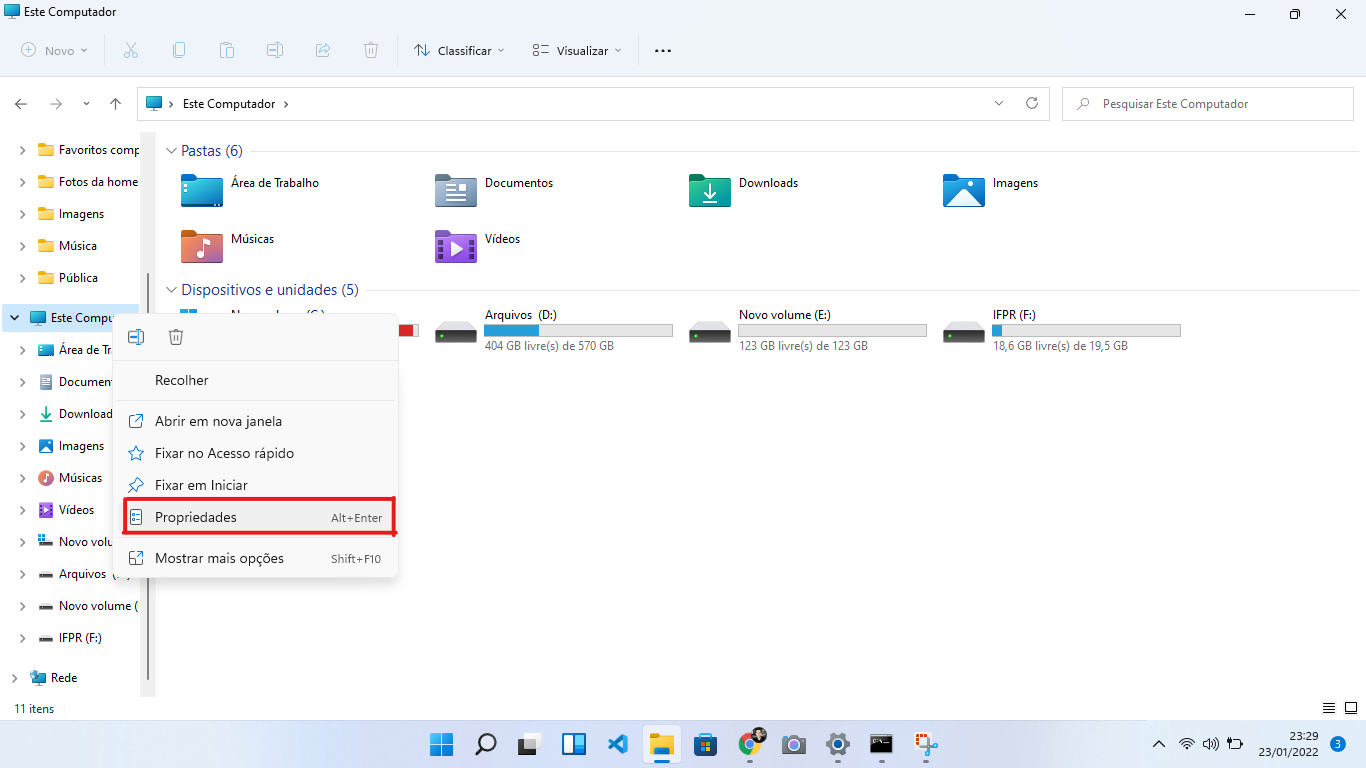 Este Computador
Novo
Classificar
Visualizar
Este Computador
Pesquisar Este Computador
Favoritos comp
Fotos da home
Imagens
Música
Pública
Este Compu
Área de Tr
Documen
Download
Imagens
Músicas
Vídeos
Novo volu
Arquivos
Novo volume (
IFPR (F:)
Rede
Pastas (6)
Área de Trabalho
Documentos
Downloads
Imagens
Músicas
Vídeos
Dispositivos e unidades (5)
Arquivos (D:)
404 GB livre(s) de 570 GB
Novo volume (E:)
123 GB livre(s) de 123 GB
IFPR (F:)
18,6 GB livre(s) de 19,5 GB
Recolher
Abrir em nova janela
Fixar no Acesso rápido
Fixar em Iniciar
Propriedades Alt+Enter
Mostrar mais opções Shift+F10
11 itens
23:29
23/01/2022
3